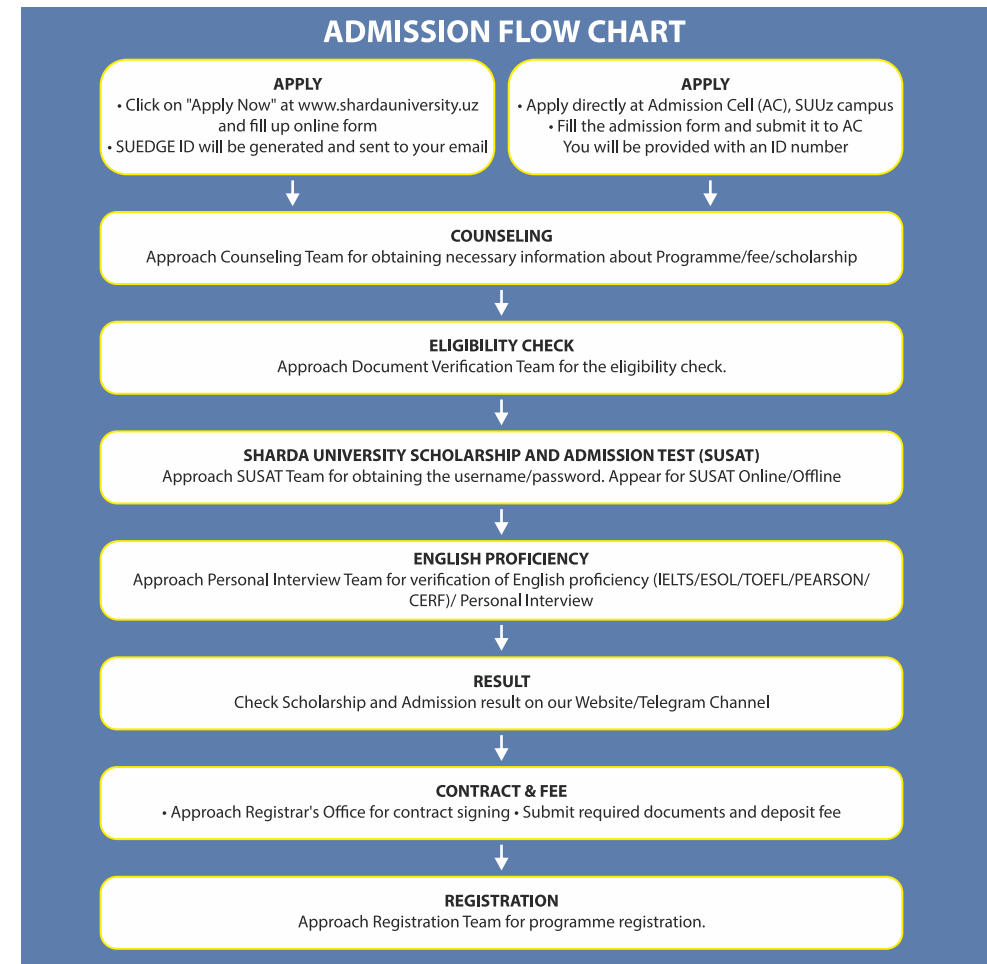 ADMISSION FLOW CHART
APPLY
• Click on "Apply Now" at www.shardauniversity.uz
and fill up online form
• SUEDGE ID will be generated and sent to your email
APPLY
• Apply directly at Admission Cell (AC), SUUz campus
• Fill the admission form and submit it to AC
You will be provided with an ID number
COUNSELING
Approach Counseling Team for obtaining necessary information about Programme/fee/scholarship
ELIGIBILITY CHECK
Approach Document Verification Team for the eligibility check.
SHARDA UNIVERSITY SCHOLARSHIP AND ADMISSION TEST (SUSAT)
Approach SUSAT Team for obtaining the username/password. Appear for SUSAT Online/Offline
ENGLISH PROFICIENCY
Approach Personal Interview Team for verification of English proficiency (IELTS/ESOL/TOEFL/PEARSON/
CERF)/ Personal Interview
RESULT
Check Scholarship and Admission result on our Website/Telegram Channel
CONTRACT & FEE
• Approach Registrar's Office for contract signing • Submit required documents and deposit fee
REGISTRATION
Approach Registration Team for programme registration.